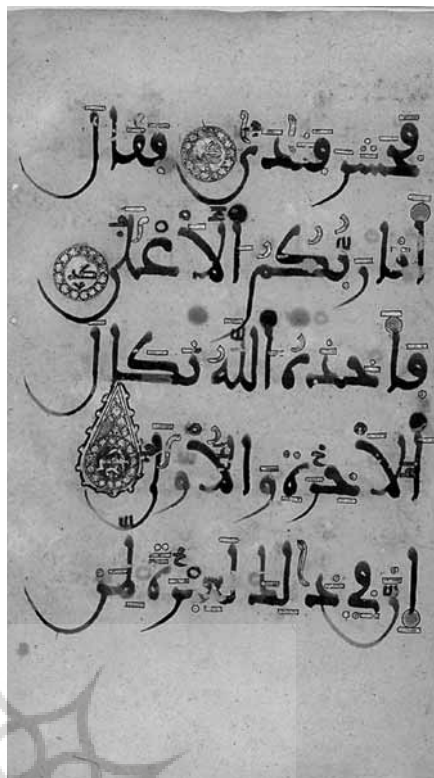 فحشر فنادى فقال
أنا ربكم الأعلى
فأخذه الله نكال
الآخرة والأولى
إن في ذلك لعبرة لمن